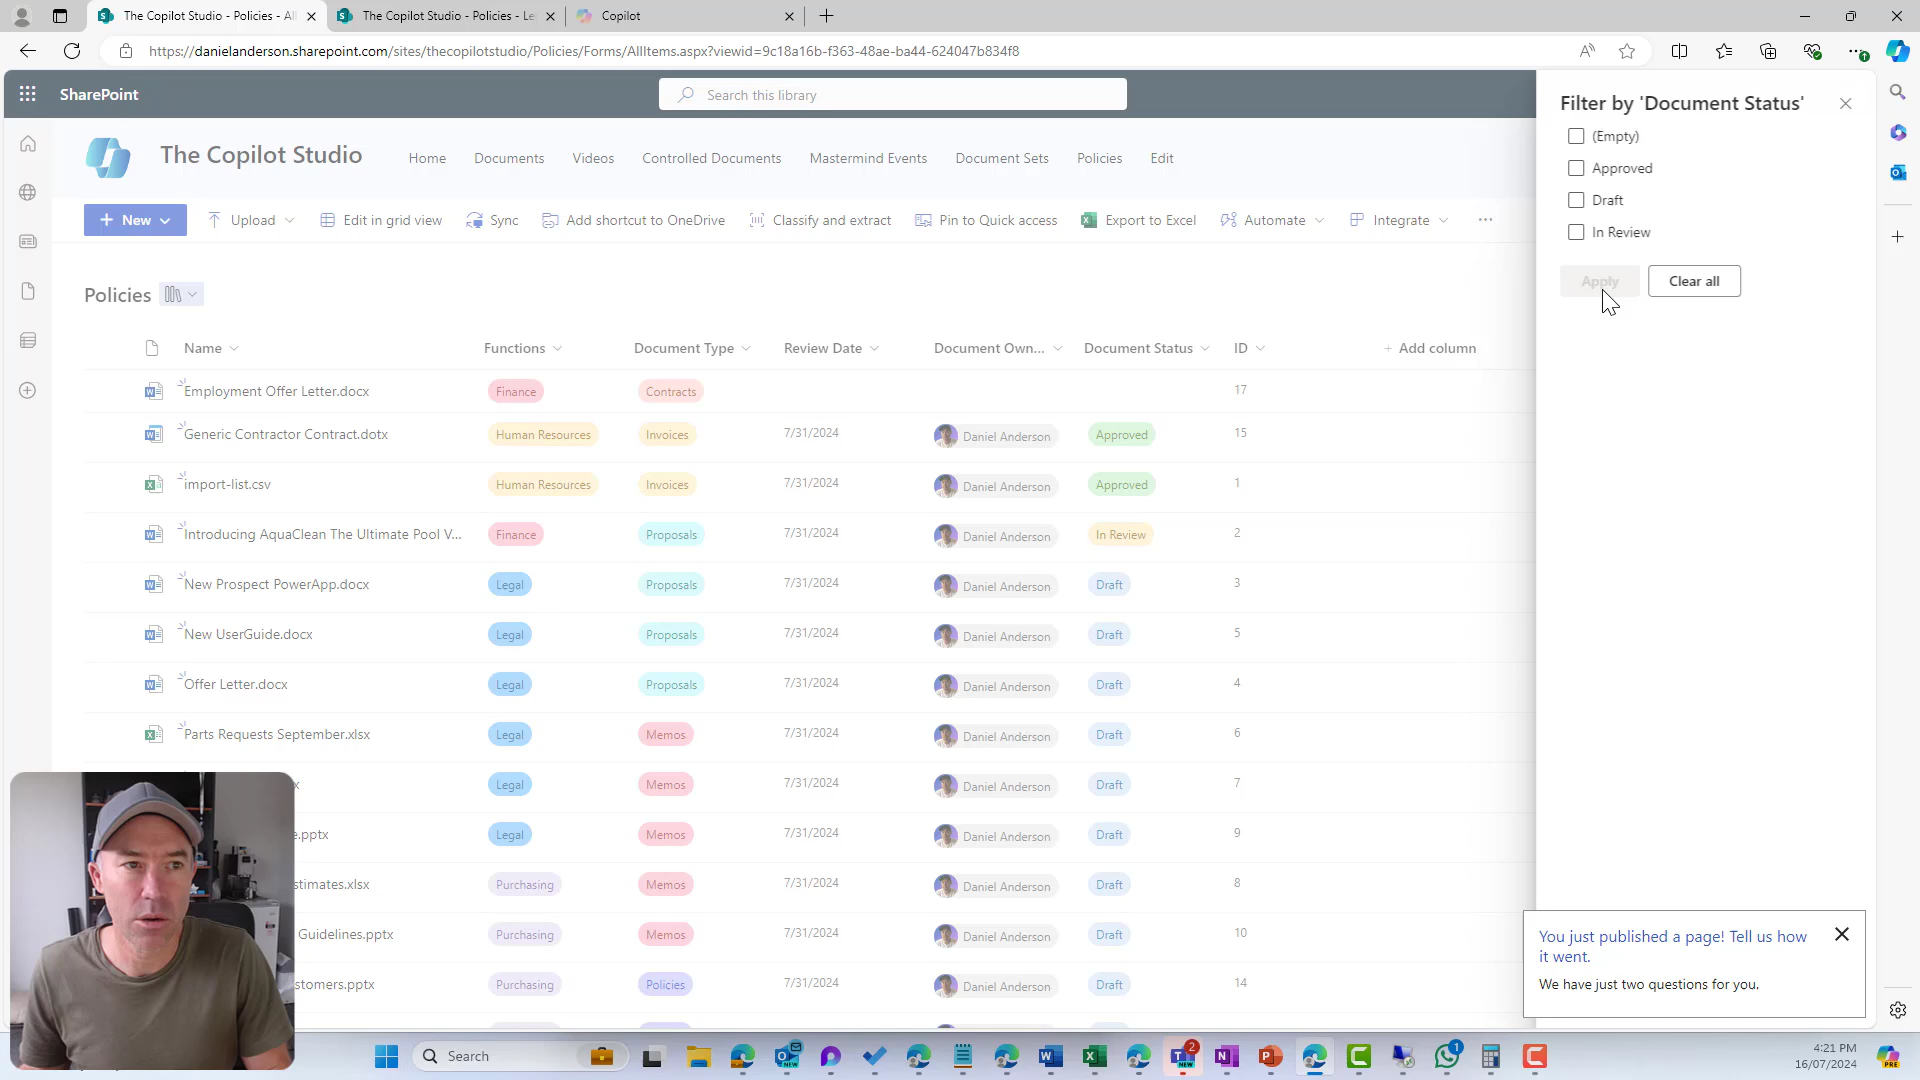 The Copilot Studio - Policies - Al
The Copilot Studio - Policies - Le
Copilot
https://danielanderson.sharepoint.com/sites/thecopilotstudio/Policies/Forms/AllItems.aspx?viewid=9c18a16b-f363-48ae-ba44-624047b834f8
SharePoint
Search this library
The Copilot Studio
Home Documents Videos Controlled Documents Mastermind Events Document Sets Policies Edit
+ New Upload Edit in grid view Sync Add shortcut to OneDrive Classify and extract Pin to Quick access Export to Excel Automate Integrate ...
Policies
Name Functions Document Type Review Date Document Own... Document Status ID + Add column
Employment Offer Letter.docx Finance Contracts 17
Generic Contractor Contract.dotx Human Resources Invoices 7/31/2024 Daniel Anderson Approved 15
import-list.csv Human Resources Invoices 7/31/2024 Daniel Anderson Approved 1
Introducing AquaClean The Ultimate Pool V... Finance Proposals 7/31/2024 Daniel Anderson In Review 2
New Prospect PowerApp.docx Legal Proposals 7/31/2024 Daniel Anderson Draft 3
New UserGuide.docx Legal Proposals 7/31/2024 Daniel Anderson Draft 5
Offer Letter.docx Legal Proposals 7/31/2024 Daniel Anderson Draft 4
Parts Requests September.xlsx Legal Memos 7/31/2024 Daniel Anderson Draft 6
x Legal Memos 7/31/2024 Daniel Anderson Draft 7
e.pptx Legal Memos 7/31/2024 Daniel Anderson Draft 9
stimates.xlsx Purchasing Memos 7/31/2024 Daniel Anderson Draft 8
Guidelines.pptx Purchasing Memos 7/31/2024 Daniel Anderson Draft 10
stomers.pptx Purchasing Policies 7/31/2024 Daniel Anderson Draft 14
Filter by 'Document Status'
(Empty)
Approved
Draft
In Review
Apply Clear all
You just published a page! Tell us how
it went.
We have just two questions for you.
Search
NEW
2
NEW
1
4:21 PM
16/07/2024
PRE